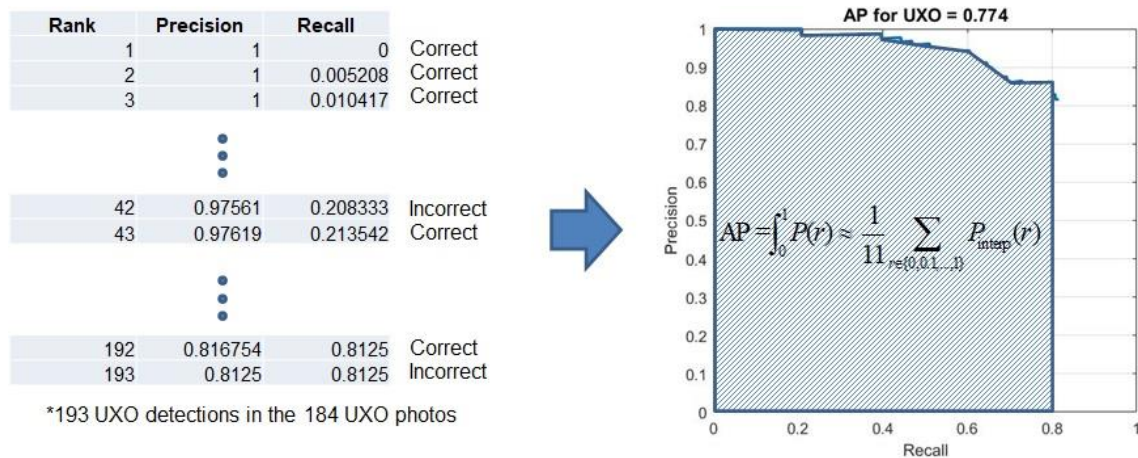 Rank Precision Recall
1 1 0 Correct
2 1 0.005208 Correct
3 1 0.010417 Correct
42 0.97561 0.208333 Incorrect
43 0.97619 0.213542 Correct
192 0.816754 0.8125 Correct
193 0.8125 0.8125 Incorrect
*193 UXO detections in the 184 UXO photos
AP for UXO = 0.774
1
0.9
0.8
0.7
0.6
0.5
0.4
0.3
0.2
0.1
0
Precision
AP = ∫₀¹ P(r) ≈ 1/11 ∑ r∈{0,0.1,...,1} P_interp(r)
0 0.2 0.4 0.6 0.8 1
Recall